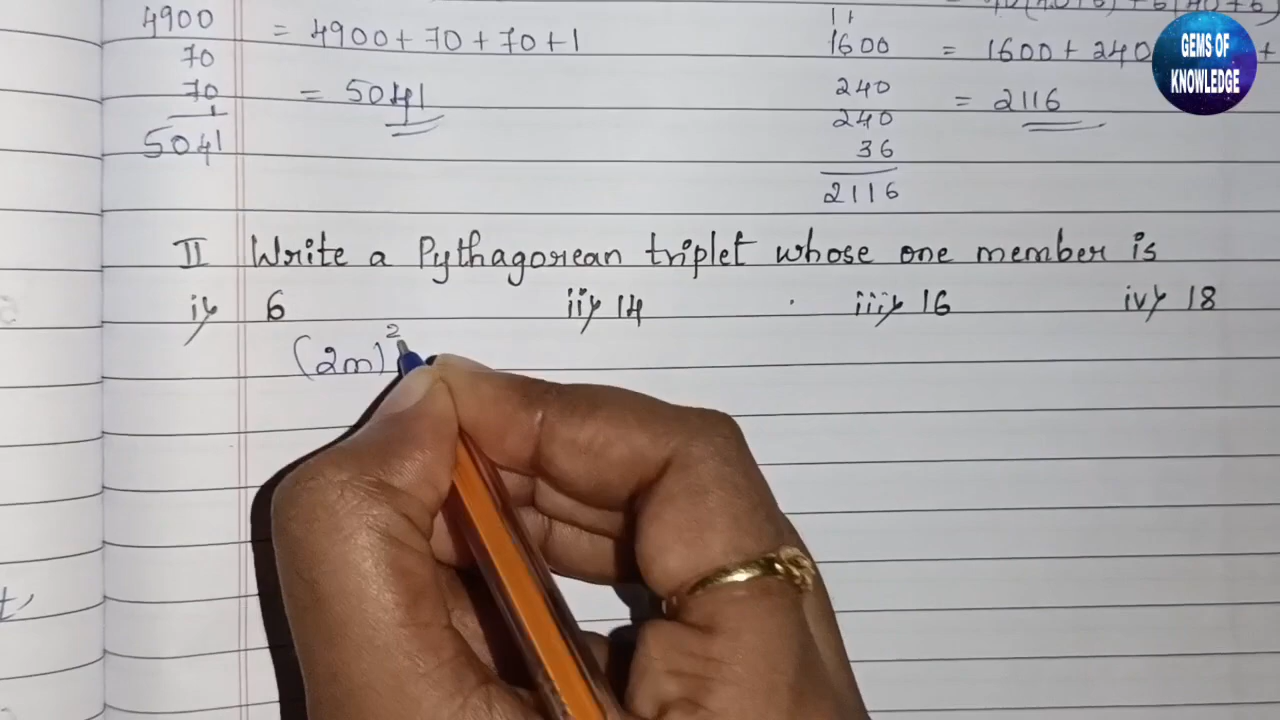 4900 = 4900 + 70 + 70 + 1
70
70 = 5041
1
5041
1 1
1600 = 1600 + 240 +
240
240 = 2116
36
2116
GEMS OF
KNOWLEDGE
II Write a Pythagorean triplet whose one member is
i) 6 ii) 14 iii) 16 iv) 18
(2m)²